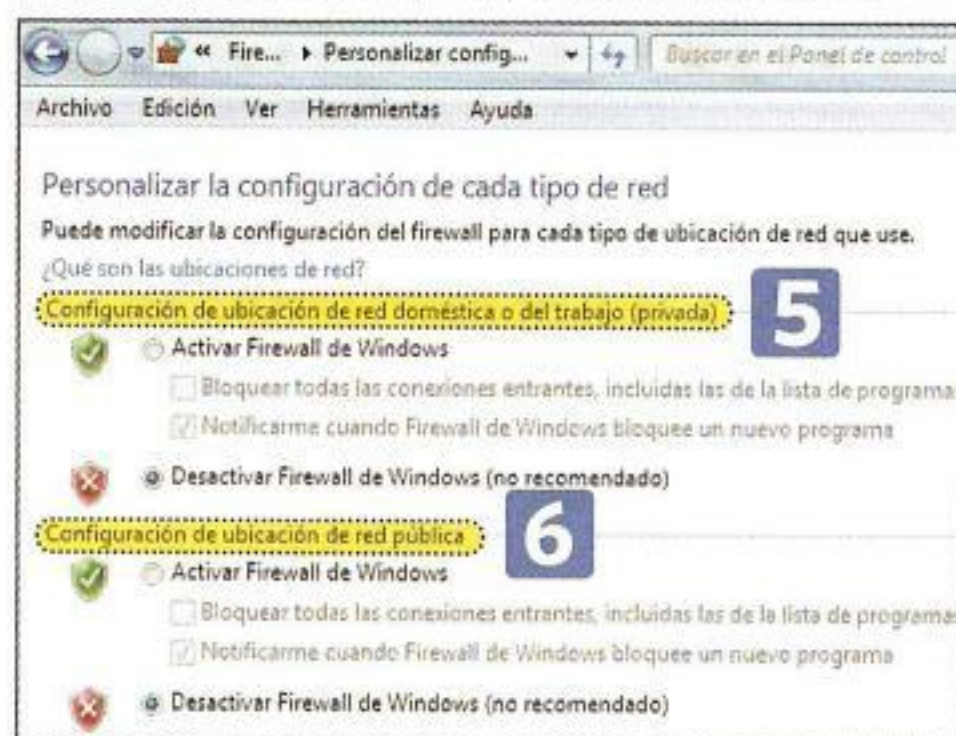 « Fire... ▸ Personalizar config... Buscar en el Panel de control
Archivo Edición Ver Herramientas Ayuda
Personalizar la configuración de cada tipo de red
Puede modificar la configuración del firewall para cada tipo de ubicación de red que use.
¿Qué son las ubicaciones de red?
Configuración de ubicación de red doméstica o del trabajo (privada)
5
Activar Firewall de Windows
Bloquear todas las conexiones entrantes, incluidas las de la lista de programa
Notificarme cuando Firewall de Windows bloquee un nuevo programa
Desactivar Firewall de Windows (no recomendado)
Configuración de ubicación de red pública
6
Activar Firewall de Windows
Bloquear todas las conexiones entrantes, incluidas las de la lista de programas
Notificarme cuando Firewall de Windows bloquee un nuevo programa
Desactivar Firewall de Windows (no recomendado)